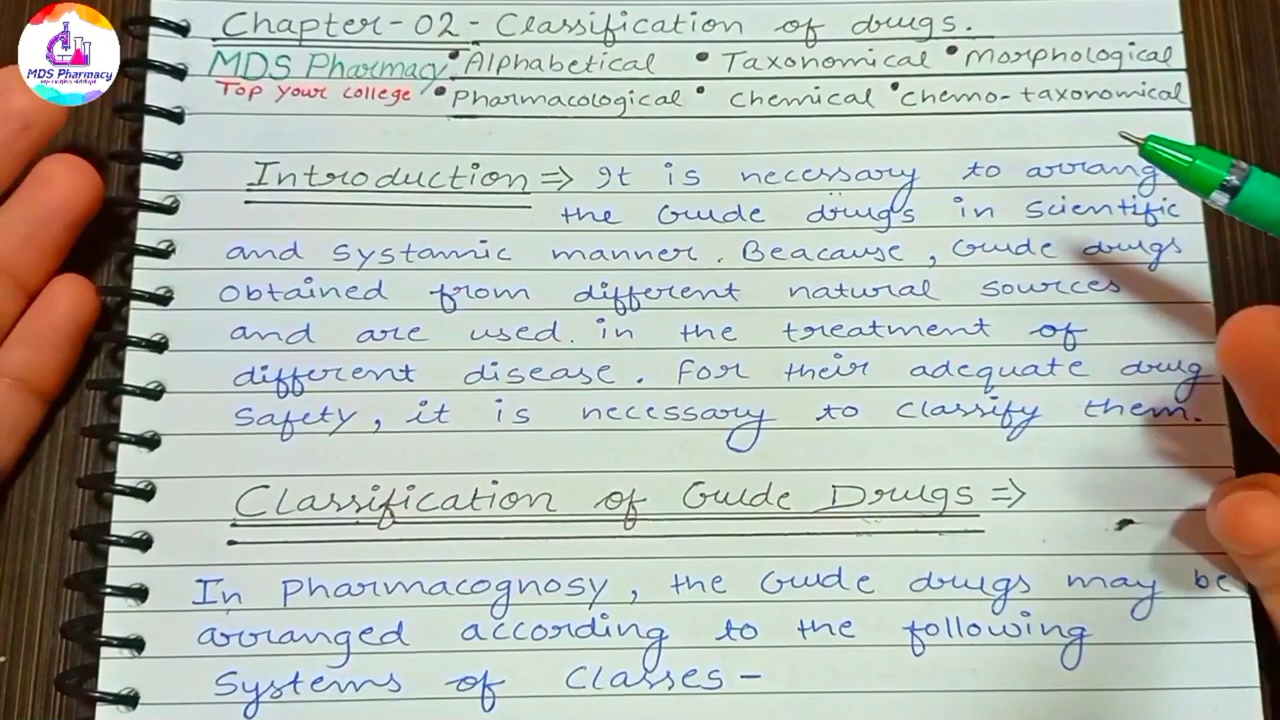 Chapter-02-Classification of drugs.
MDS Pharmacy • Alphabetical • Taxonomical • Morphological
Top your college • Pharmacological • Chemical • Chemo-taxonomical
Introduction ⇒ It is necessary to arrang
the Crude drugs in Scientific
and Systamic manner. Beacause, Crude drugs
Obtained from different natural sources
and are used in the treatment of
different disease. For their adequate drug
Safety, it is necessary to classify them.
Classification of Crude Drugs ⇒
In Pharmacognosy, the Crude drugs may be
arranged according to the following
Systems of Classes -
MDS Pharmacy